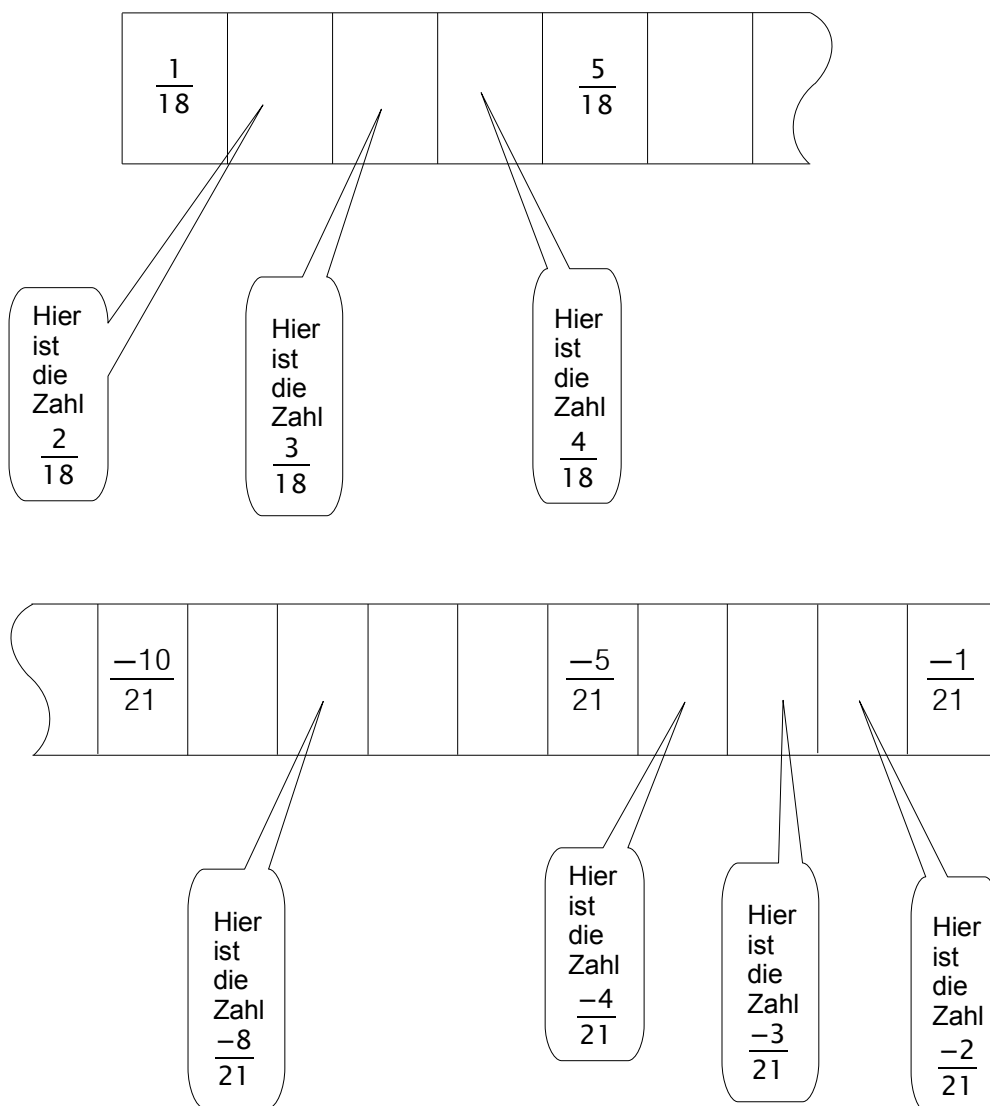 1/18 5/18
Hier
ist
die
Zahl
2/18
Hier
ist
die
Zahl
3/18
Hier
ist
die
Zahl
4/18
−10/21 −5/21 −1/21
Hier
ist
die
Zahl
−8/21
Hier
ist
die
Zahl
−4/21
Hier
ist
die
Zahl
−3/21
Hier
ist
die
Zahl
−2/21